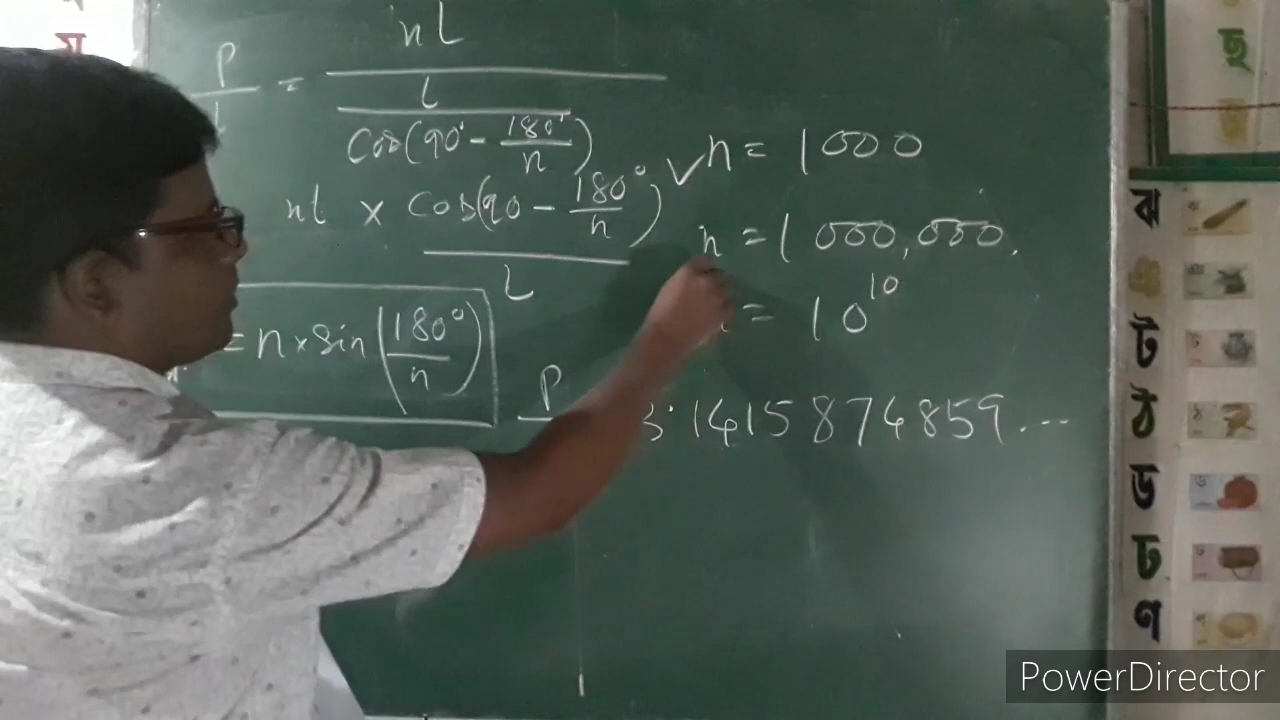 nl
P/ = nl / (l / cos(90° - 180°/n))
nl × cos(90 - 180°/n) / L
= n × sin(180°/n)
✓ n = 1000
n = 1 000,000,
= 10^10
P
3.1415874859...
ঝ
ঞ
ট
ঠ
ড
ঢ
ণ
PowerDirector